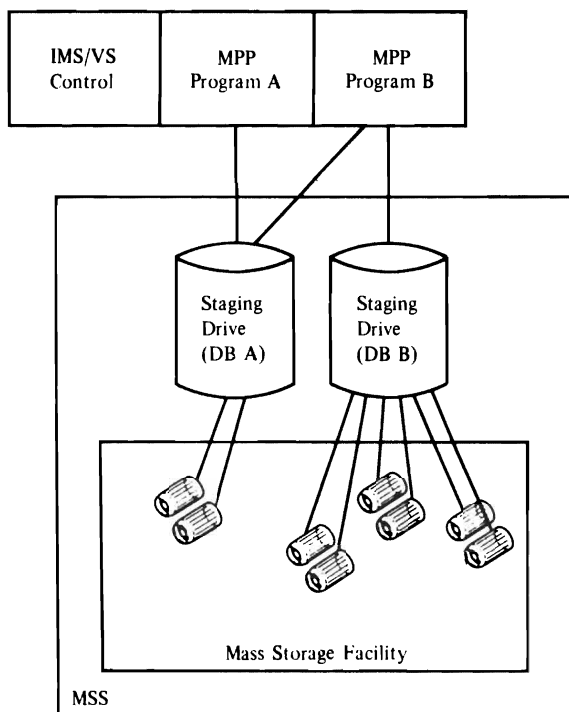 IMS/VS
Control
MPP
Program A
MPP
Program B
Staging
Drive
(DB A)
Staging
Drive
(DB B)
Mass Storage Facility
MSS